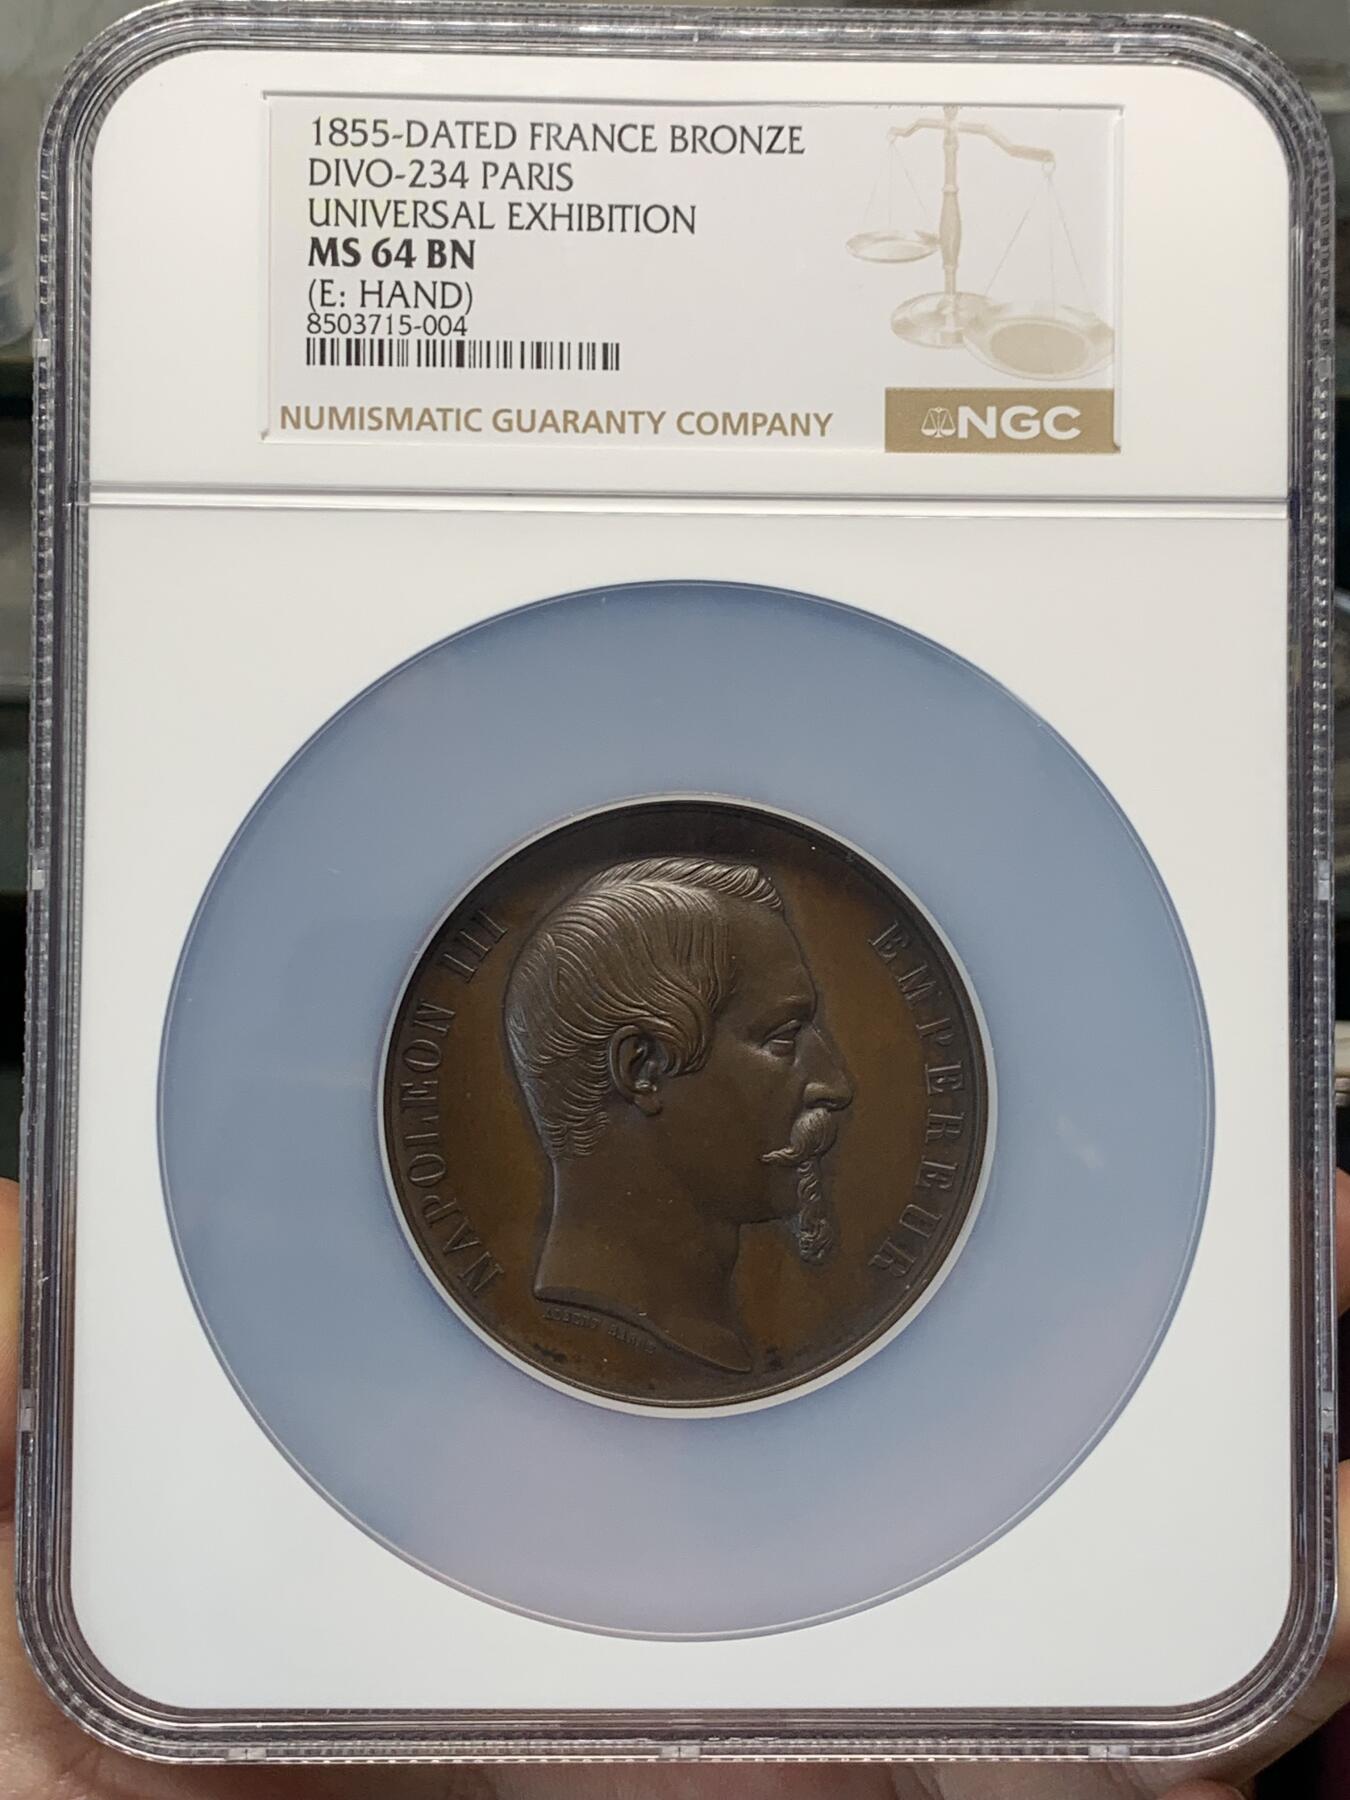 1855-DATED FRANCE BRONZE
DIVO-234 PARIS
UNIVERSAL EXHIBITION
MS 64 BN
(E: HAND)
8503715-004
NUMISMATIC GUARANTY COMPANY
NGC
NAPOLEON III
EMPEREUR